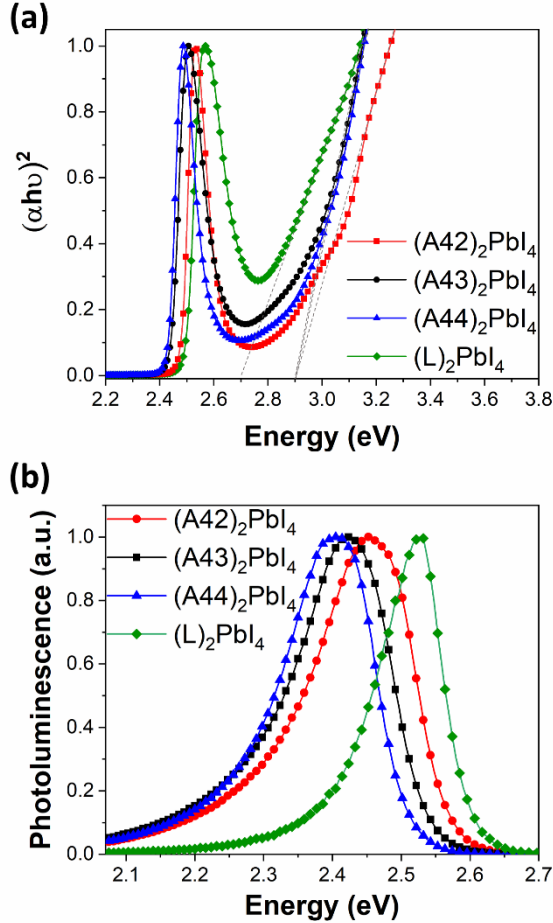 (a)
(αhυ)²
1.0
0.8
0.6
0.4
0.2
0.0
(A42)₂PbI₄
(A43)₂PbI₄
(A44)₂PbI₄
(L)₂PbI₄
2.2 2.4 2.6 2.8 3.0 3.2 3.4 3.6 3.8
Energy (eV)
(b)
Photoluminescence (a.u.)
1.0
0.8
0.6
0.4
0.2
0.0
(A42)₂PbI₄
(A43)₂PbI₄
(A44)₂PbI₄
(L)₂PbI₄
2.1 2.2 2.3 2.4 2.5 2.6 2.7
Energy (eV)